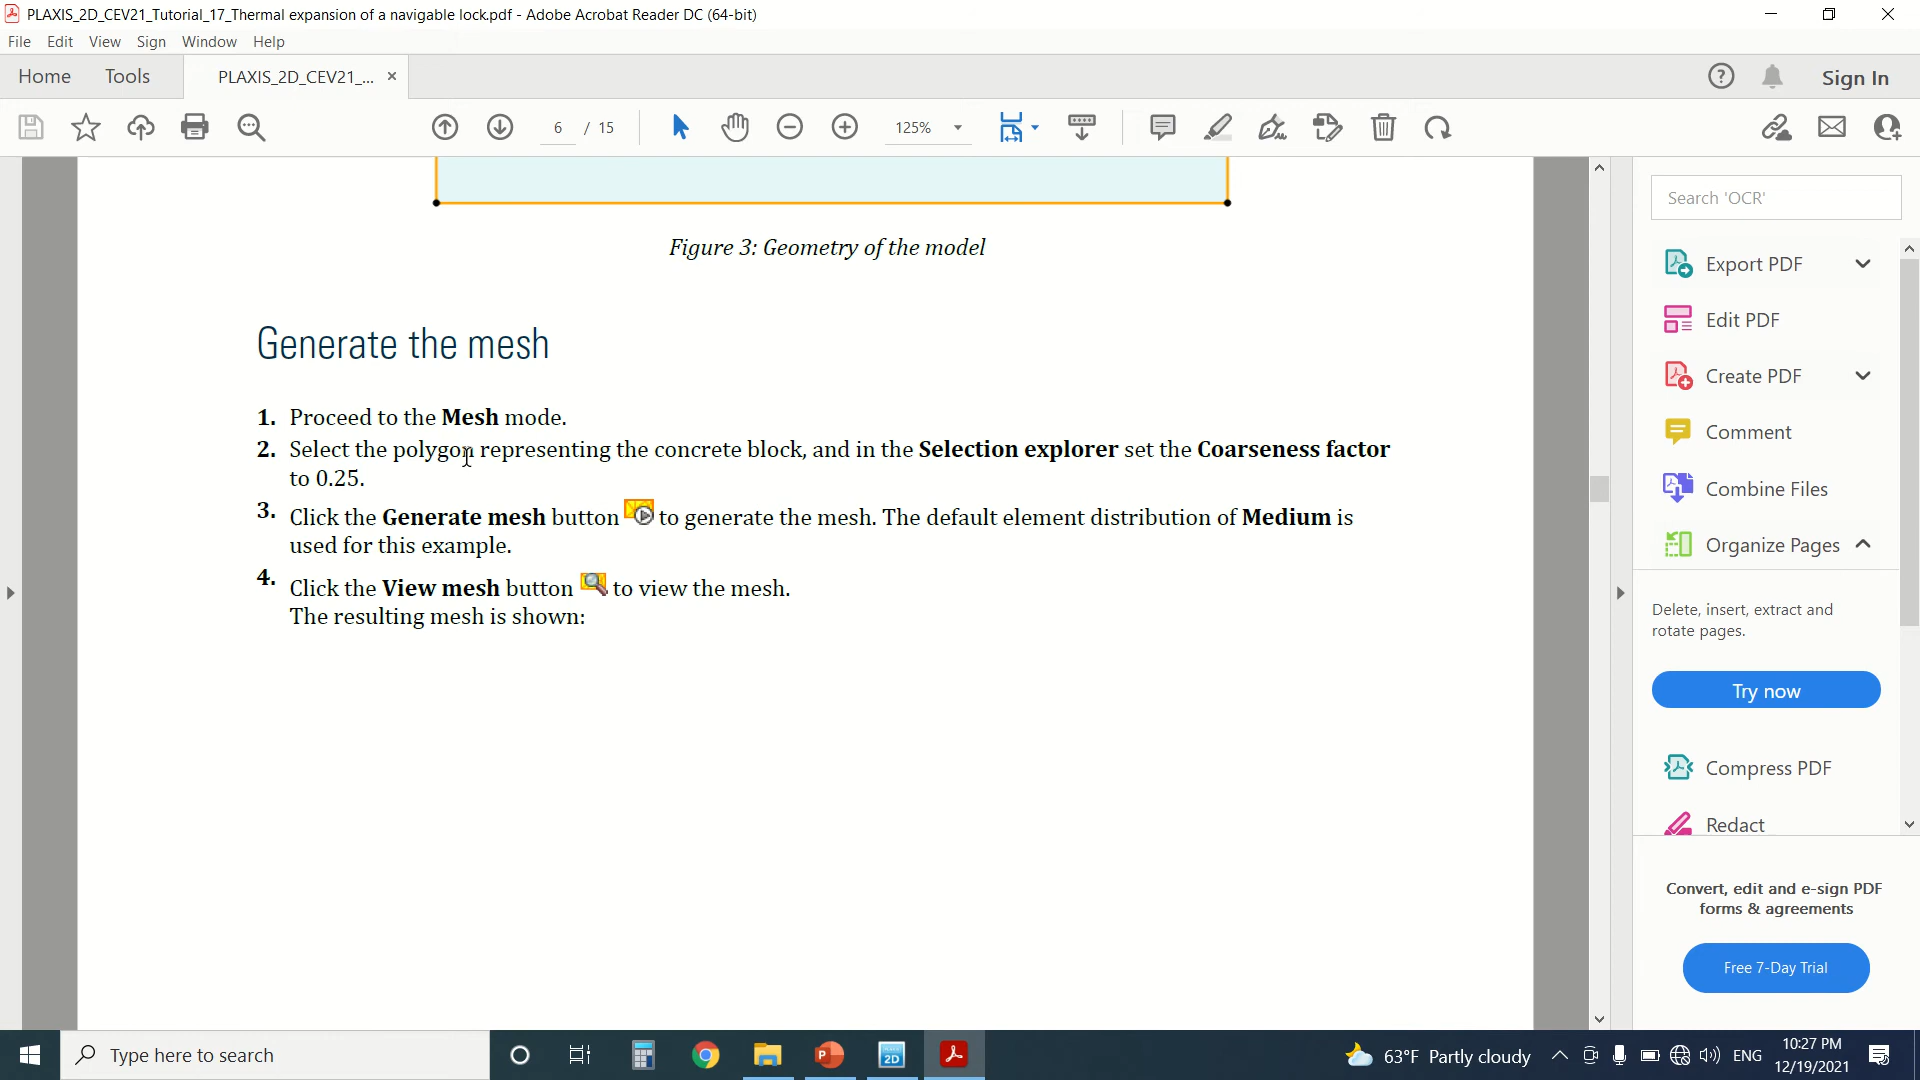 PLAXIS_2D_CEV21_Tutorial_17_Thermal expansion of a navigable lock.pdf - Adobe Acrobat Reader DC (64-bit)
File Edit View Sign Window Help
Home Tools PLAXIS_2D_CEV21_... × Sign In
6 / 15 125%
Figure 3: Geometry of the model
Generate the mesh
1. Proceed to the Mesh mode.
2. Select the polygon representing the concrete block, and in the Selection explorer set the Coarseness factor
to 0.25.
3. Click the Generate mesh button to generate the mesh. The default element distribution of Medium is
used for this example.
4. Click the View mesh button to view the mesh.
The resulting mesh is shown:
Search 'OCR'
Export PDF
Edit PDF
Create PDF
Comment
Combine Files
Organize Pages
Delete, insert, extract and
rotate pages.
Try now
Compress PDF
Redact
Convert, edit and e-sign PDF
forms & agreements
Free 7-Day Trial
Type here to search
P
2D
63°F Partly cloudy
ENG
10:27 PM
12/19/2021